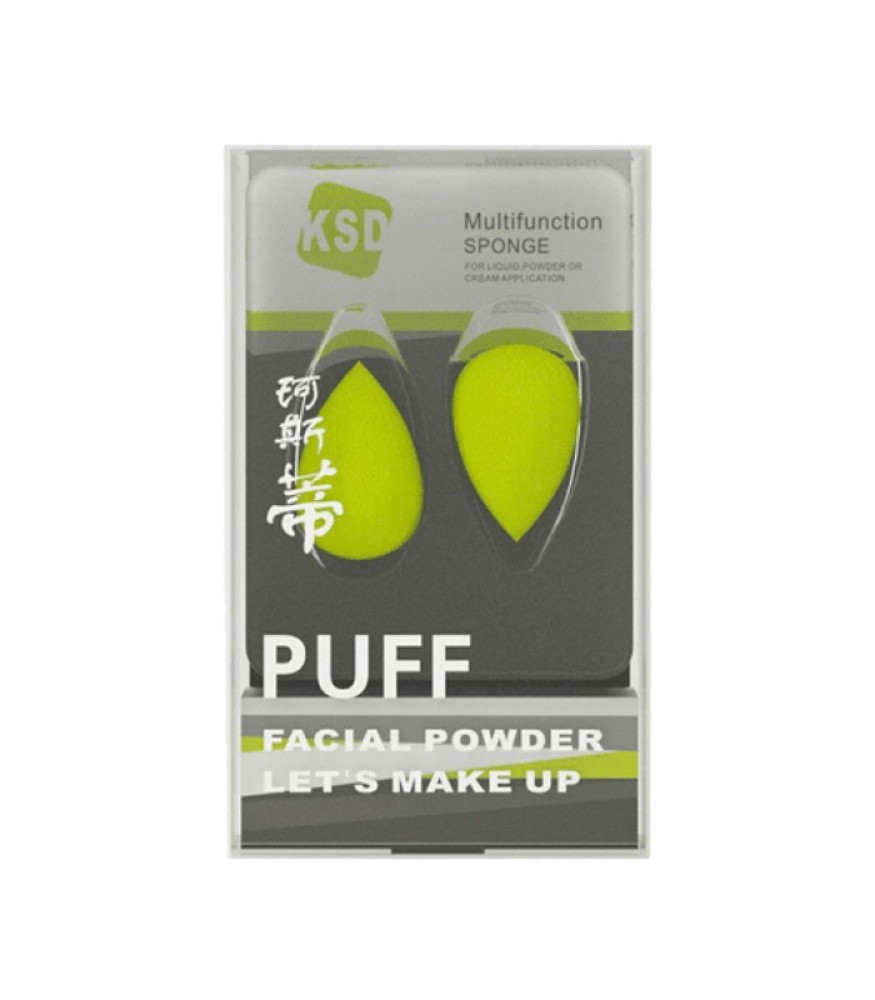 KSD
Multifunction
SPONGE
FOR LIQUID,POWDER OR
CREAM APPLICATION
珂斯蒂
PUFF
FACIAL POWDER
LET'S MAKE UP